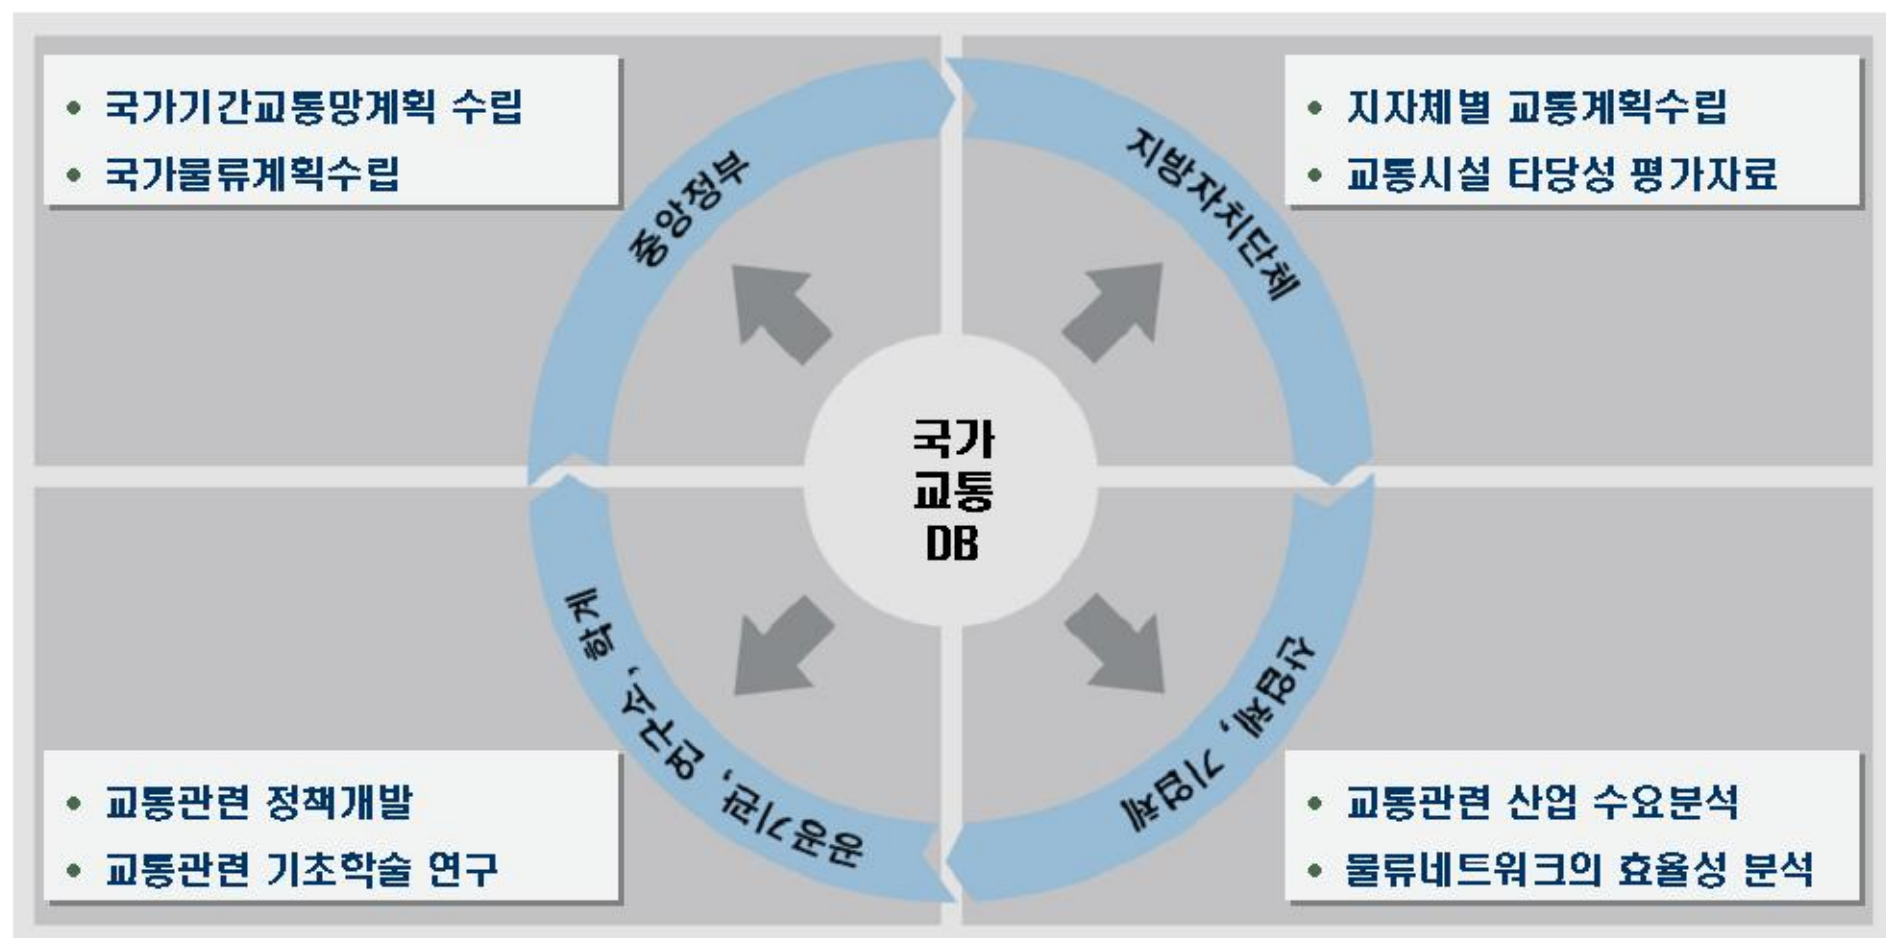 • 국가기간교통망계획 수립
• 국가물류계획수립
중앙정부
• 지자체별 교통계획수립
• 교통시설 타당성 평가자료
지방자치단체
국가
교통
DB
공공기관, 연구소, 학계
• 교통관련 정책개발
• 교통관련 기초학술 연구
산업체, 기업체
• 교통관련 산업 수요분석
• 물류네트워크의 효율성 분석